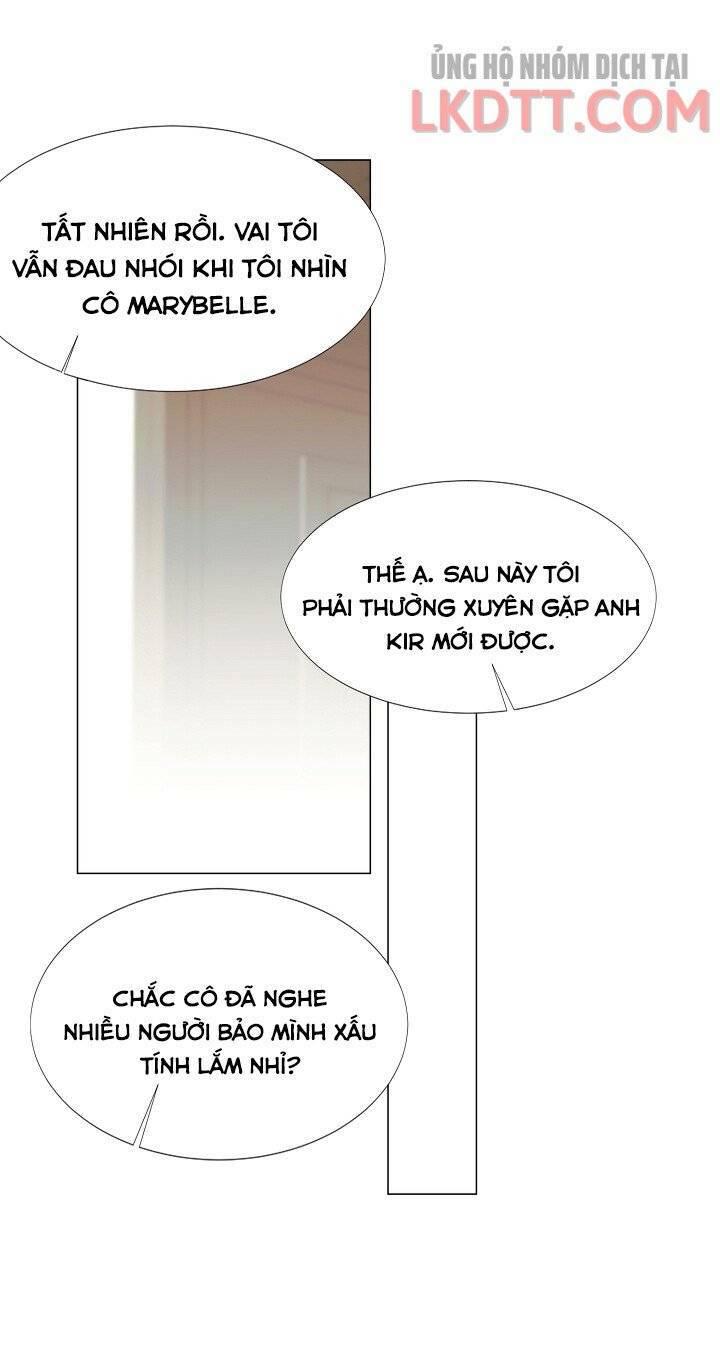 ỦNG HỘ NHÓM DỊCH TẠI
LKDTT.COM
TẤT NHIÊN RỒI. VAI TÔI
VẪN ĐAU NHÓI KHI TÔI NHÌN
CÔ MARYBELLE.
THẾ Ạ. SAU NÀY TÔI
PHẢI THƯỜNG XUYÊN GẶP ANH
KIR MỚI ĐƯỢC.
CHẮC CÔ ĐÃ NGHE
NHIỀU NGƯỜI BẢO MÌNH XẤU
TÍNH LẮM NHỈ?